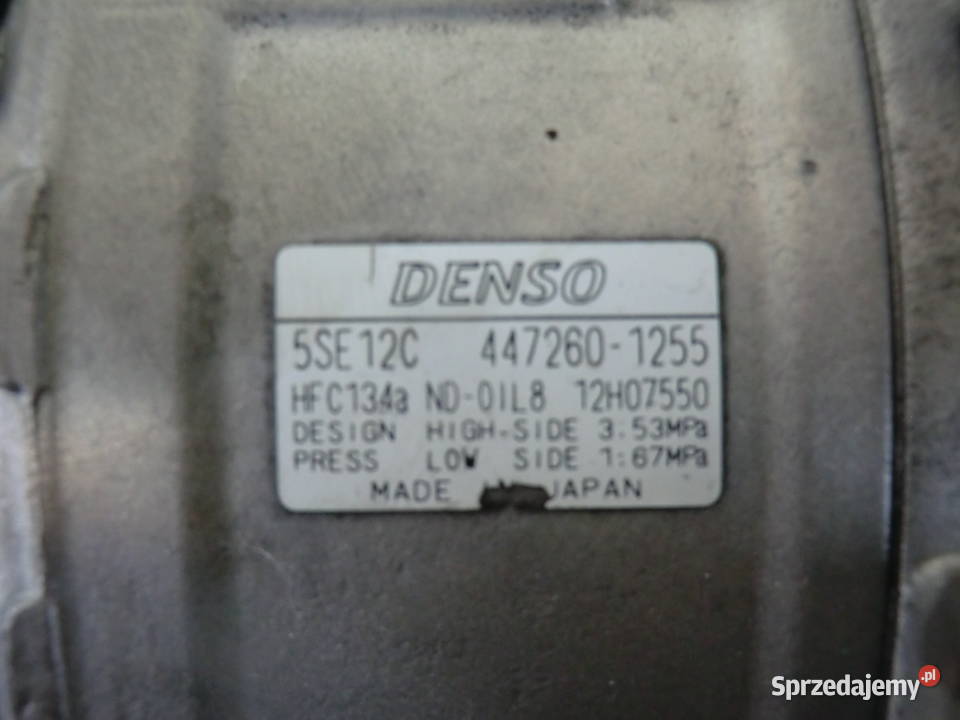 DENSO
5SE12C 447260-1255
HFC134a ND-OIL8 12H07550
DESIGN HIGH-SIDE 3.53MPa
PRESS LOW SIDE 1.67MPa
MADE IN JAPAN
Sprzedajemy.pl